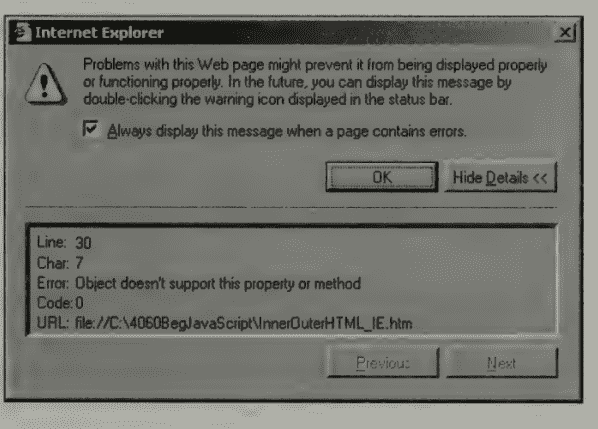 Internet Explorer
Problems with this Web page might prevent it from being displayed properly
or functioning properly. In the future, you can display this message by
double-clicking the warning icon displayed in the status bar.
Always display this message when a page contains errors.
OK
Hide Details <<
Line: 30
Char: 7
Error: Object doesn't support this property or method
Code: 0
URL: file://C:\4060BegJavaScript\InnerOuterHTML_IE.htm
Previous
Next